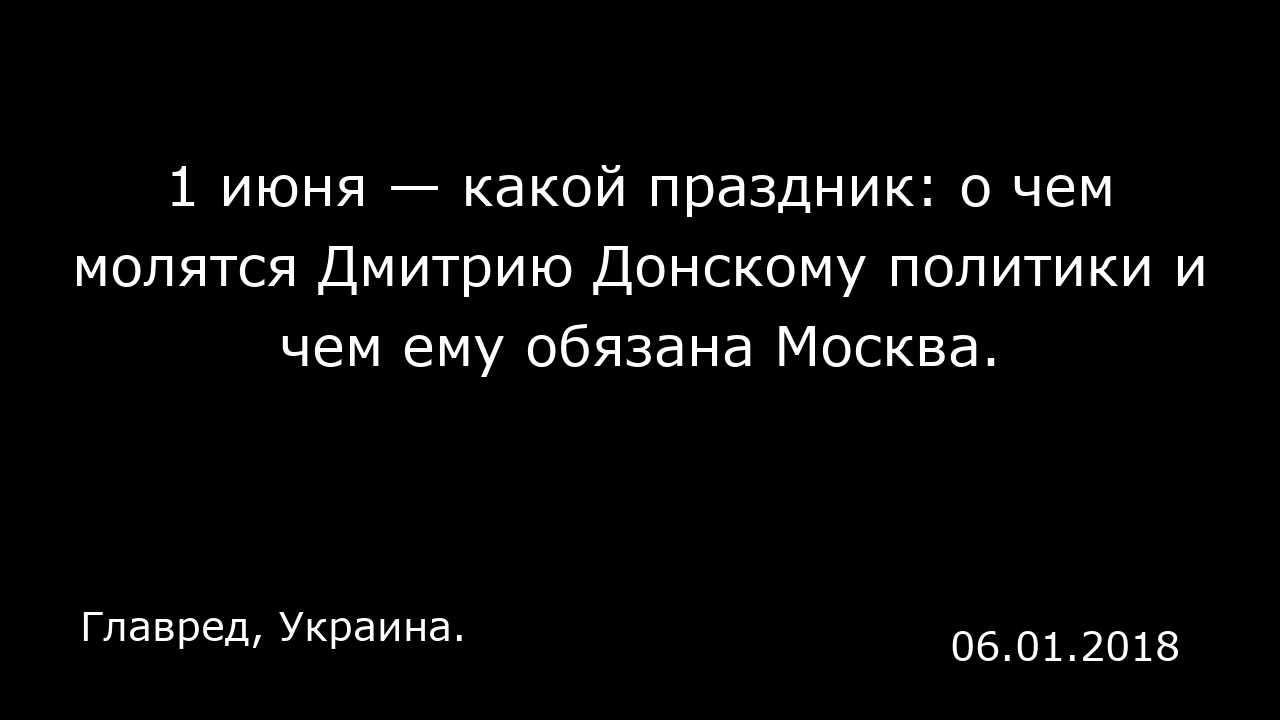 1 июня — какой праздник: о чем
молятся Дмитрию Донскому политики и
чем ему обязана Москва.
Главред, Украина.
06.01.2018